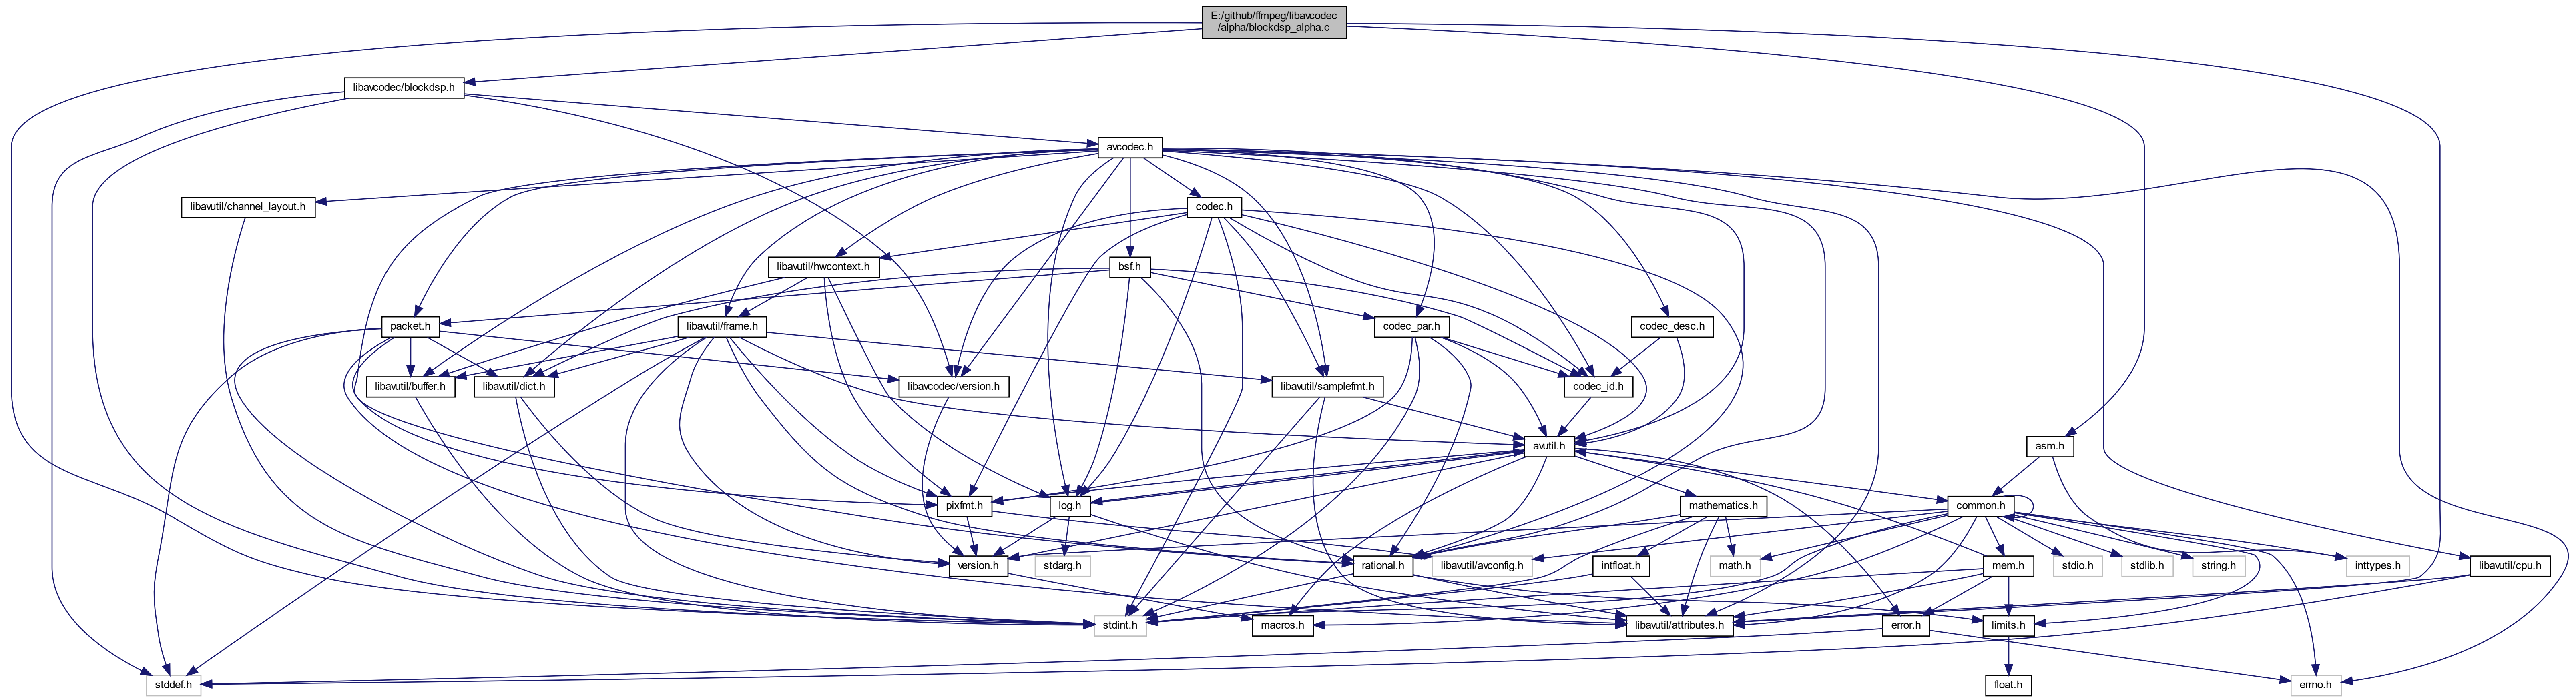 E:/github/ffmpeg/libavcodec
/alpha/blockdsp_alpha.c
libavcodec/blockdsp.h
avcodec.h
libavutil/channel_layout.h
codec.h
libavutil/hwcontext.h
bsf.h
packet.h
libavutil/frame.h
codec_par.h
codec_desc.h
libavutil/buffer.h
libavutil/dict.h
libavcodec/version.h
libavutil/samplefmt.h
codec_id.h
avutil.h
asm.h
pixfmt.h
log.h
mathematics.h
common.h
version.h
stdarg.h
rational.h
libavutil/avconfig.h
intfloat.h
math.h
mem.h
stdio.h
stdlib.h
string.h
inttypes.h
libavutil/cpu.h
stdint.h
macros.h
libavutil/attributes.h
error.h
limits.h
stddef.h
float.h
errno.h